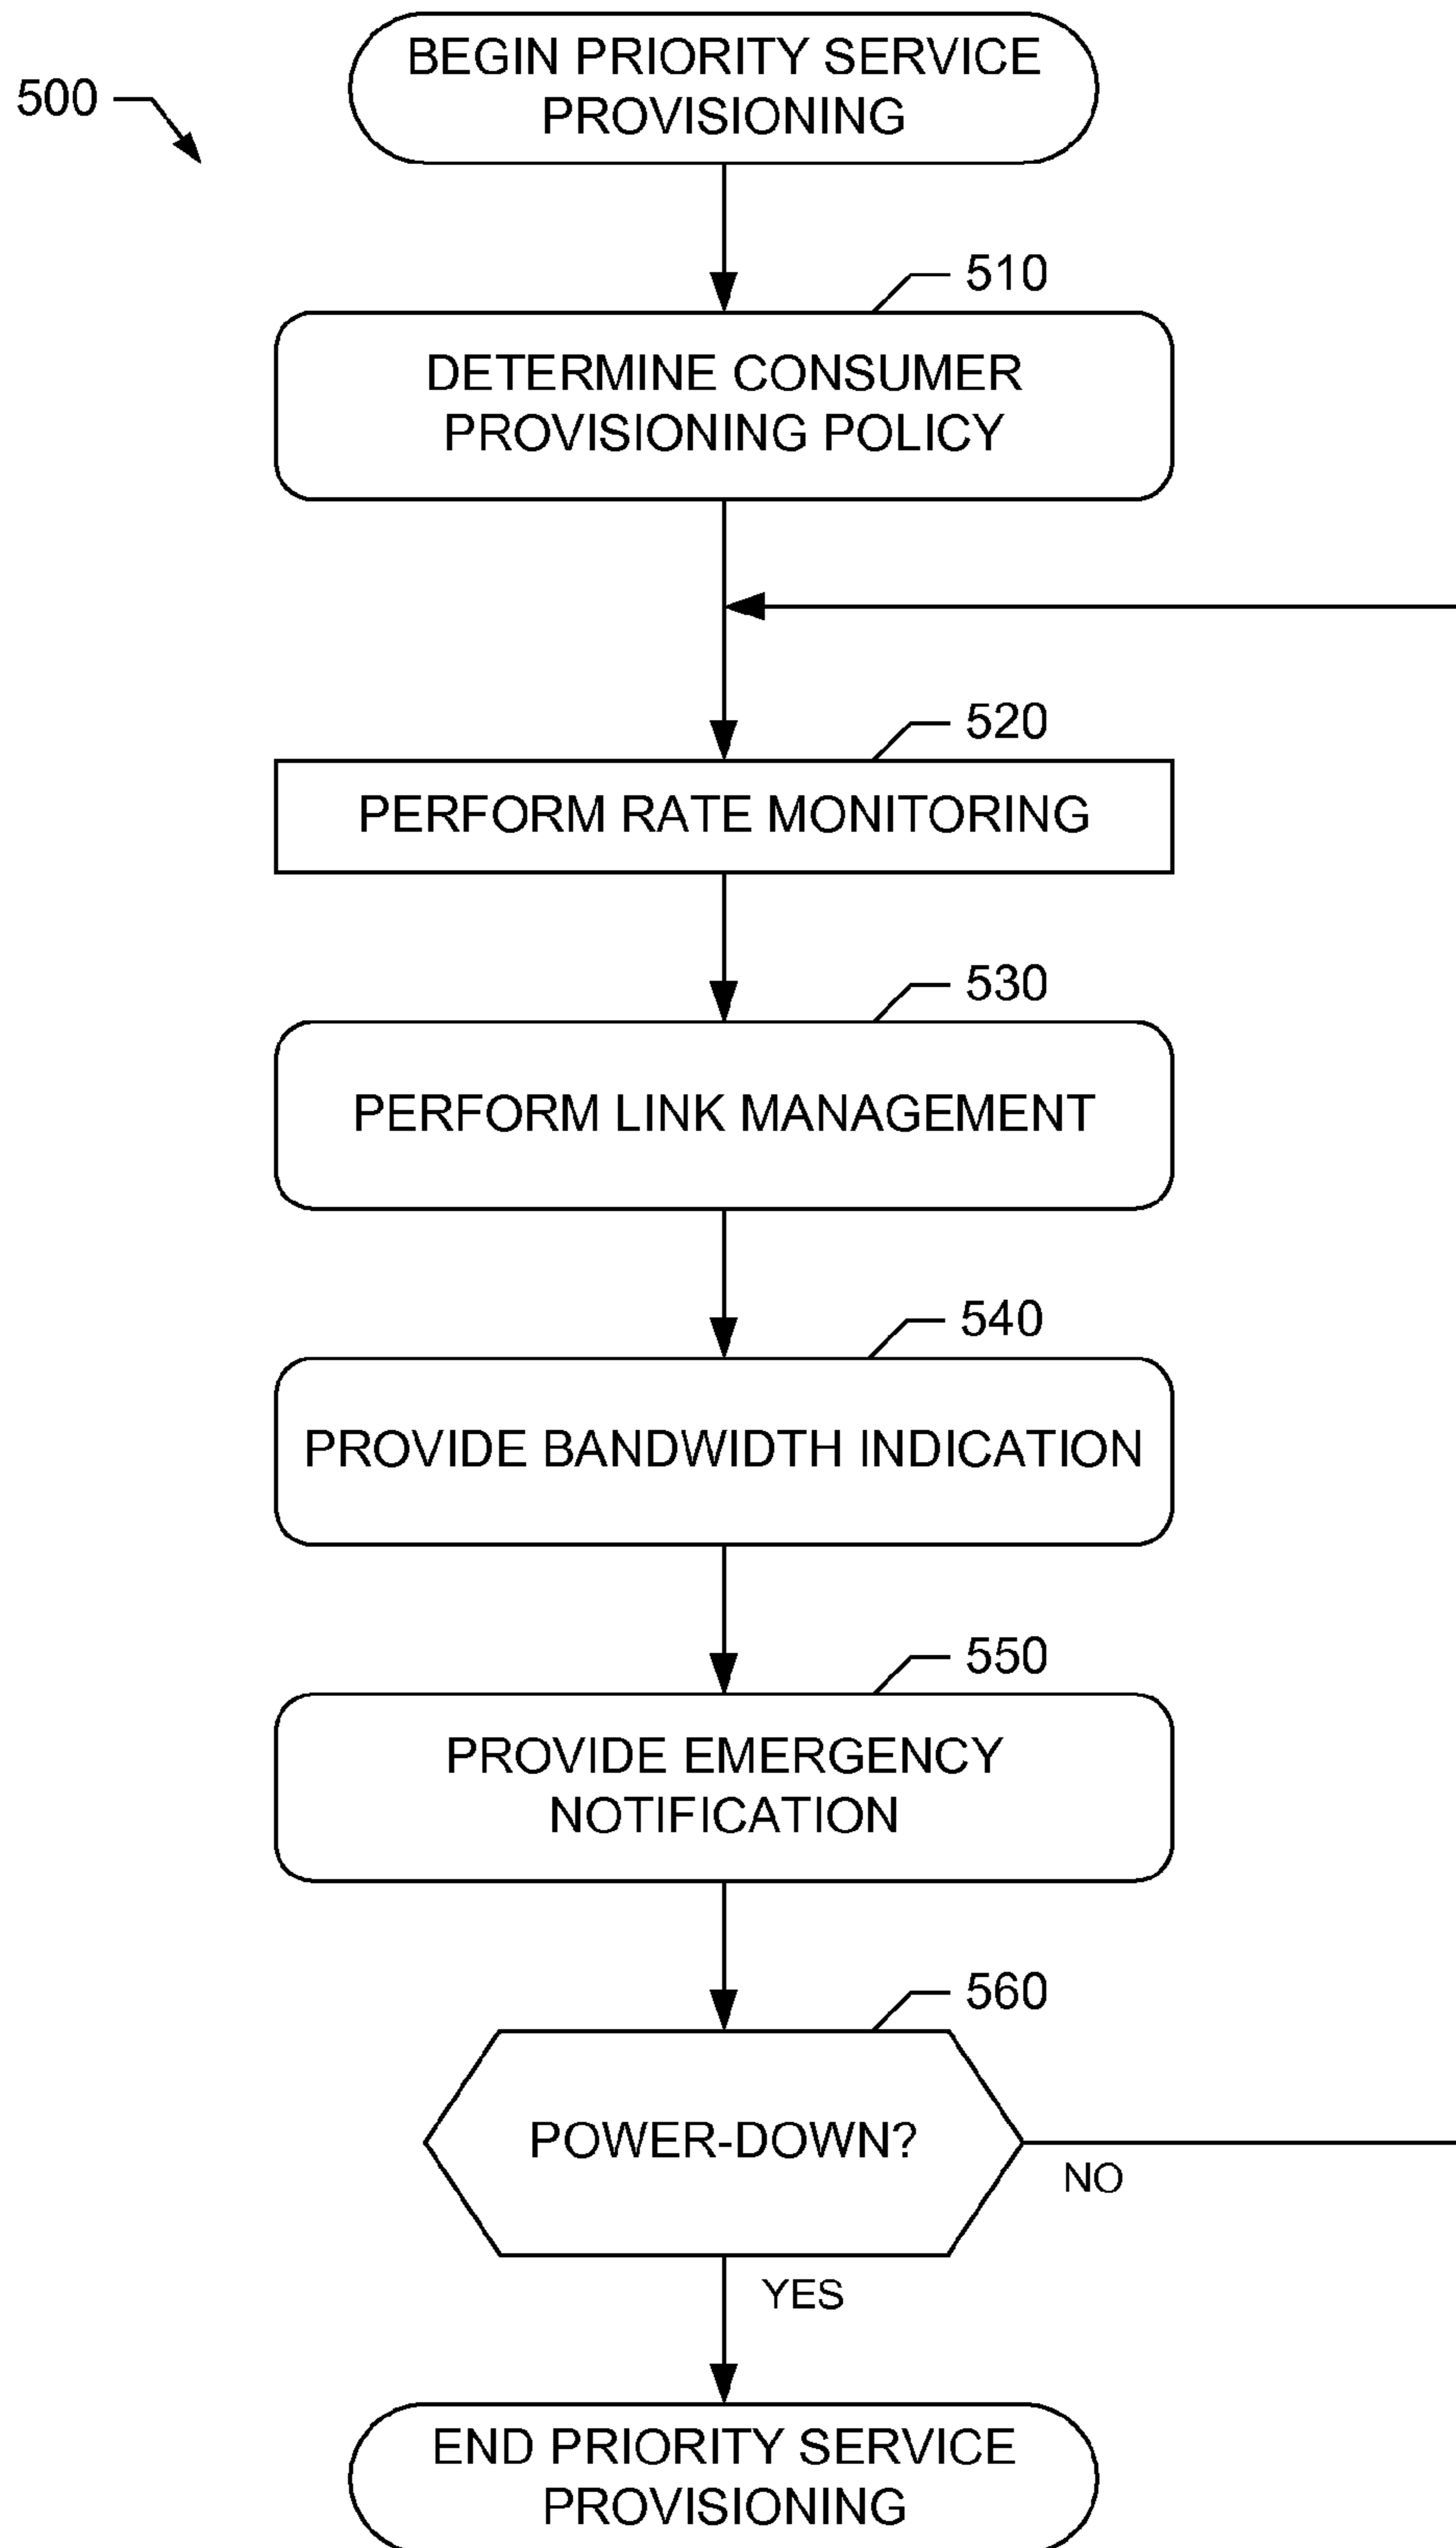 BEGIN PRIORITY SERVICE
PROVISIONING
500
510
DETERMINE CONSUMER
PROVISIONING POLICY
520
PERFORM RATE MONITORING
530
PERFORM LINK MANAGEMENT
540
PROVIDE BANDWIDTH INDICATION
550
PROVIDE EMERGENCY
NOTIFICATION
560
POWER-DOWN?
NO
YES
END PRIORITY SERVICE
PROVISIONING